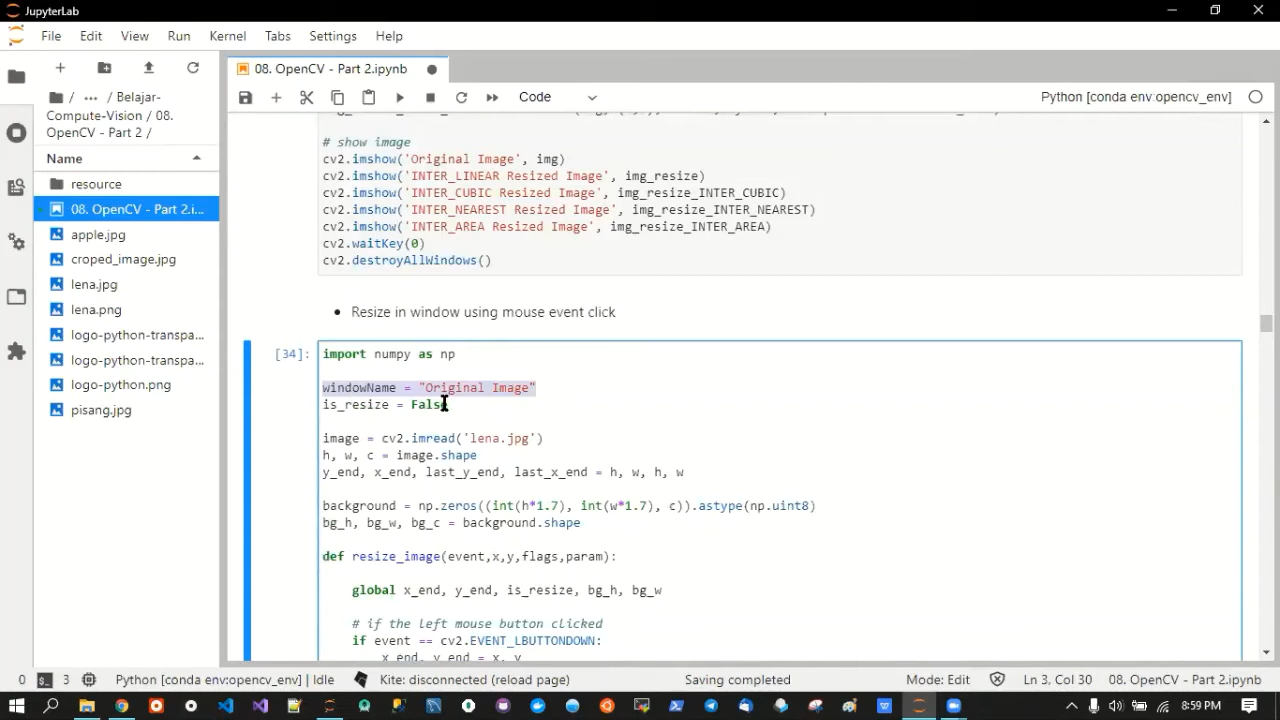 JupyterLab
File Edit View Run Kernel Tabs Settings Help
08. OpenCV - Part 2.ipynb
/ ... / Belajar-
Compute-Vision / 08.
OpenCV - Part 2 /
Code
Python [conda env:opencv_env]
Name
resource
08. OpenCV - Part 2.i...
apple.jpg
croped_image.jpg
lena.jpg
lena.png
logo-python-transpa...
logo-python-transpa...
logo-python.png
pisang.jpg
# show image
cv2.imshow('Original Image', img)
cv2.imshow('INTER_LINEAR Resized Image', img_resize)
cv2.imshow('INTER_CUBIC Resized Image', img_resize_INTER_CUBIC)
cv2.imshow('INTER_NEAREST Resized Image', img_resize_INTER_NEAREST)
cv2.imshow('INTER_AREA Resized Image', img_resize_INTER_AREA)
cv2.waitKey(0)
cv2.destroyAllWindows()
• Resize in window using mouse event click
[34]:
import numpy as np
windowName = "Original Image"
is_resize = False
image = cv2.imread('lena.jpg')
h, w, c = image.shape
y_end, x_end, last_y_end, last_x_end = h, w, h, w
background = np.zeros((int(h*1.7), int(w*1.7), c)).astype(np.uint8)
bg_h, bg_w, bg_c = background.shape
def resize_image(event,x,y,flags,param):
global x_end, y_end, is_resize, bg_h, bg_w
# if the left mouse button clicked
if event == cv2.EVENT_LBUTTONDOWN:
x_end, y_end = x, y
0 3 Python [conda env:opencv_env] | Idle Kite: disconnected (reload page) Saving completed Mode: Edit Ln 3, Col 30 08. OpenCV - Part 2.ipynb
8:59 PM